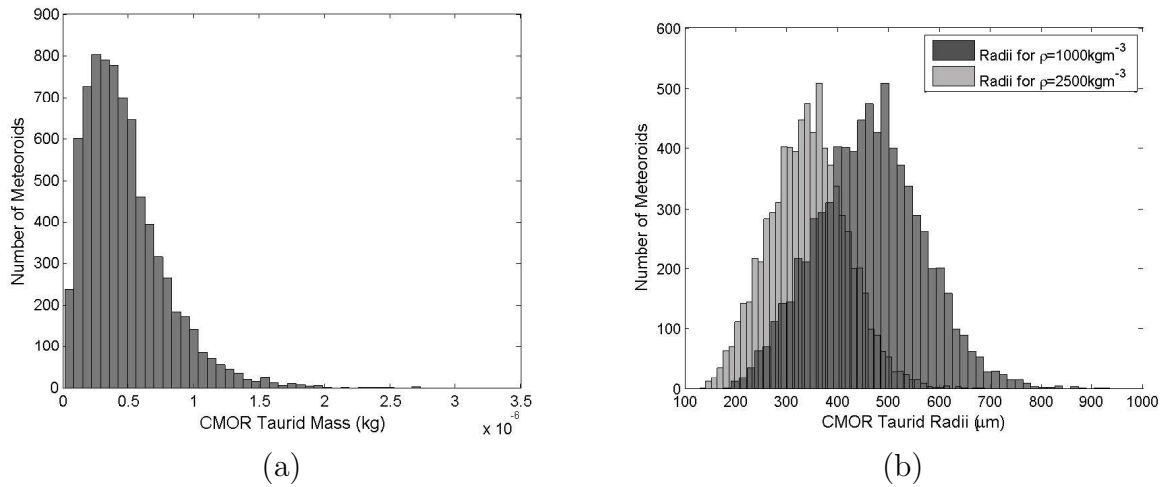 900
800
700
600
500
400
300
200
100
0
Number of Meteoroids
0 0.5 1 1.5 2 2.5 3 3.5
CMOR Taurid Mass (kg)
x 10⁻⁶
(a)
600
500
400
300
200
100
0
Number of Meteoroids
Radii for ρ=1000kgm⁻³
Radii for ρ=2500kgm⁻³
100 200 300 400 500 600 700 800 900 1000
CMOR Taurid Radii (μm)
(b)